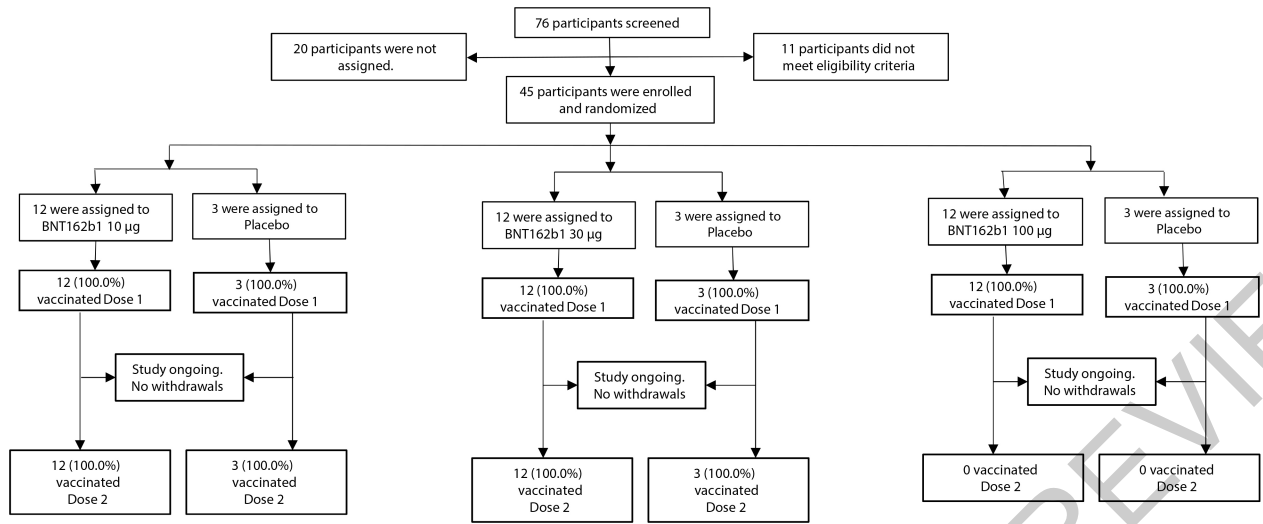 76 participants screened
20 participants were not
assigned.
11 participants did not
meet eligibility criteria
45 participants were enrolled
and randomized
12 were assigned to
BNT162b1 10 µg
3 were assigned to
Placebo
12 were assigned to
BNT162b1 30 µg
3 were assigned to
Placebo
12 were assigned to
BNT162b1 100 µg
3 were assigned to
Placebo
12 (100.0%)
vaccinated Dose 1
3 (100.0%)
vaccinated Dose 1
12 (100.0%)
vaccinated Dose 1
3 (100.0%)
vaccinated Dose 1
12 (100.0%)
vaccinated Dose 1
3 (100.0%)
vaccinated Dose 1
Study ongoing.
No withdrawals
Study ongoing.
No withdrawals
Study ongoing.
No withdrawals
12 (100.0%)
vaccinated
Dose 2
3 (100.0%)
vaccinated
Dose 2
12 (100.0%)
vaccinated
Dose 2
3 (100.0%)
vaccinated
Dose 2
0 vaccinated
Dose 2
0 vaccinated
Dose 2